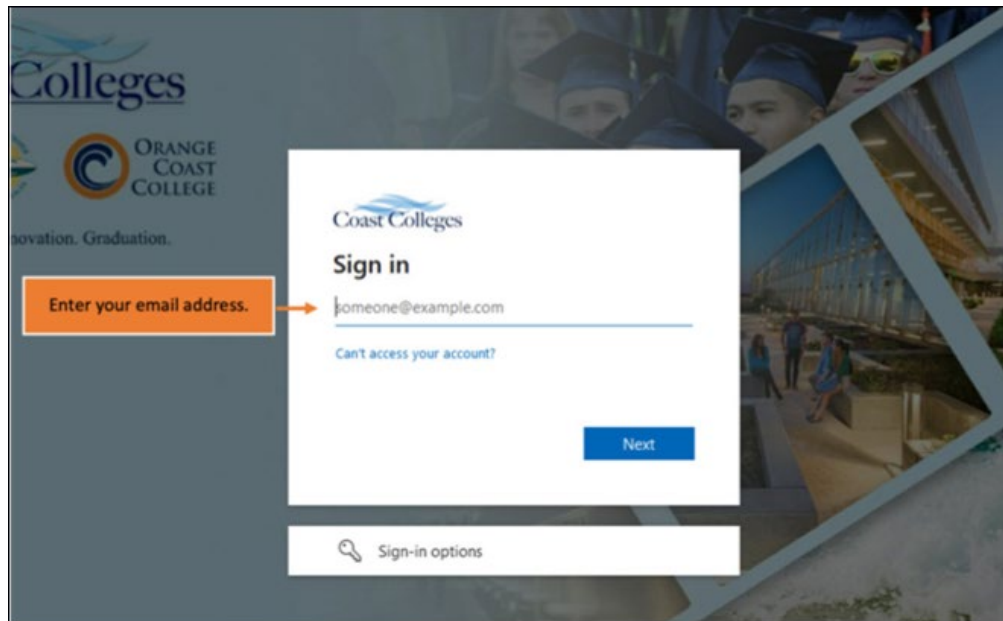 Colleges
ORANGE
COAST
COLLEGE
novation. Graduation.
Coast Colleges
Sign in
Enter your email address.
someone@example.com
Can't access your account?
Next
Sign-in options